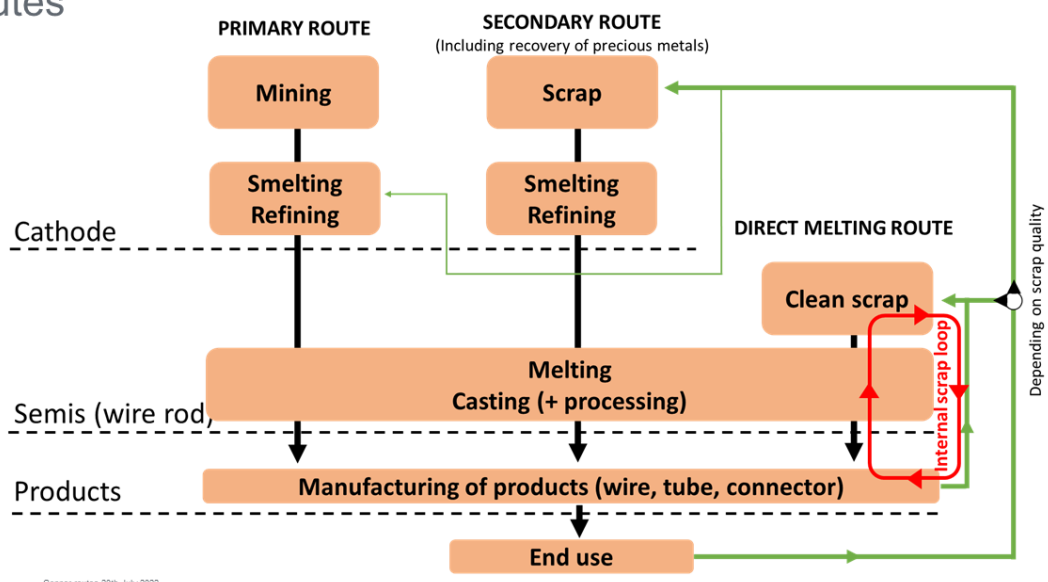 PRIMARY ROUTE
SECONDARY ROUTE
(Including recovery of precious metals)
Mining
Scrap
Smelting
Refining
Smelting
Refining
Cathode
DIRECT MELTING ROUTE
Clean scrap
Depending on scrap quality
Internal scrap loop
Melting
Casting (+ processing)
Semis (wire rod)
Products
Manufacturing of products (wire, tube, connector)
End use